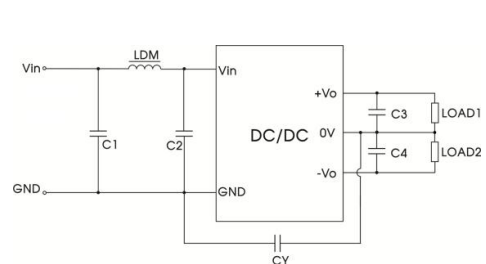 LDM
Vin
Vin
+Vo
C3
LOAD1
C1
C2
DC/DC
0V
C4
LOAD2
-Vo
GND
GND
CY